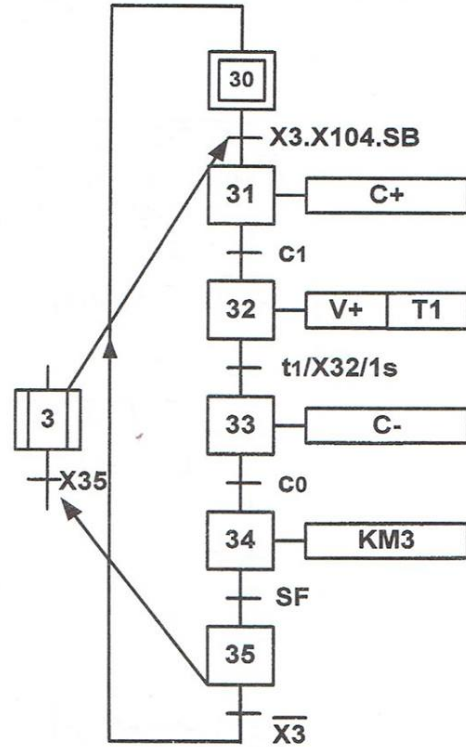 30
X3.X104.SB
31 C+
c1
32 V+ T1
t1/X32/1s
33 C-
3
X35
c0
34 KM3
SF
35
X̅3̅